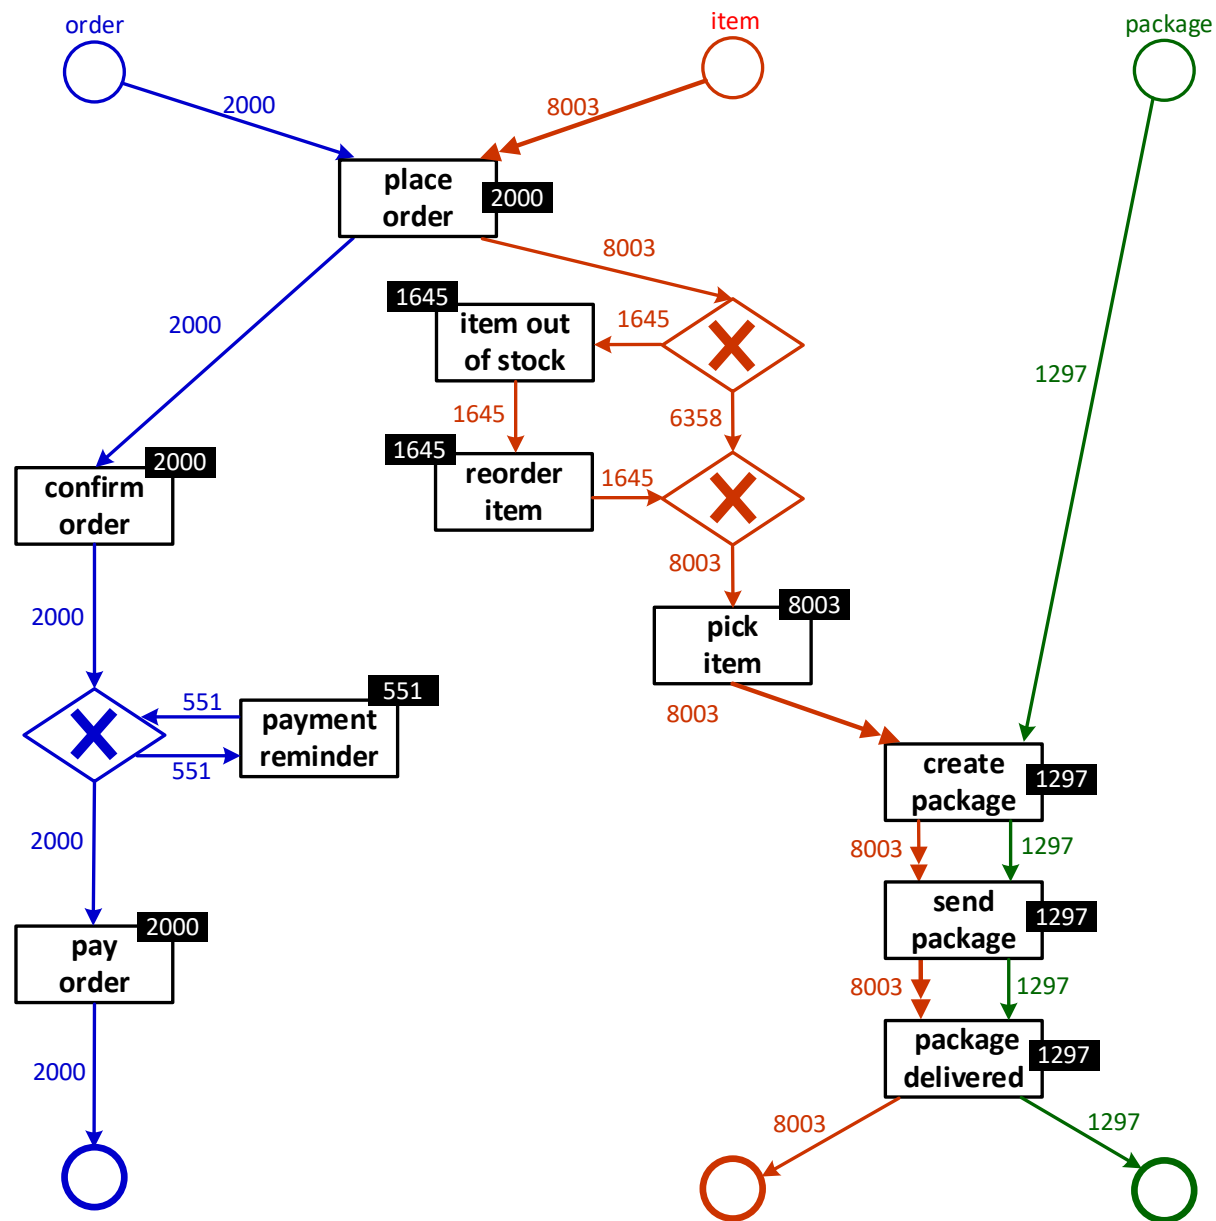 order
item
package
2000
8003
place
order
2000
8003
1645
item out
of stock
1645
2000
1297
1645
6358
1645
reorder
item
1645
2000
confirm
order
8003
2000
8003
pick
item
551
551
payment
reminder
551
8003
create
package
1297
2000
8003
1297
send
package
1297
2000
pay
order
8003
1297
package
delivered
1297
2000
8003
1297